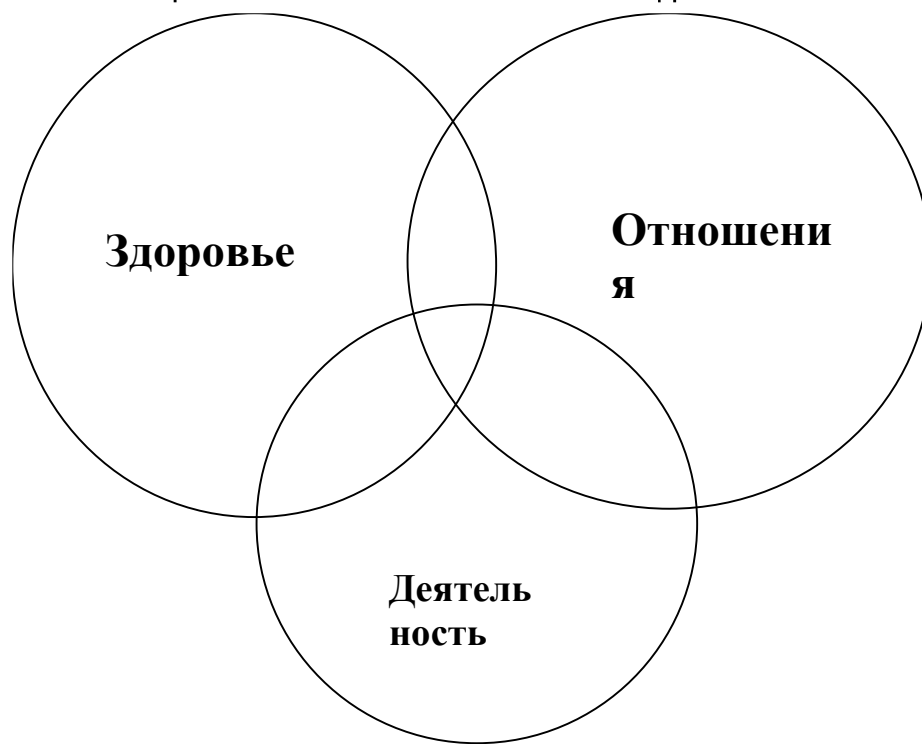 Здоровье
Отношени
я
Деятель
ность